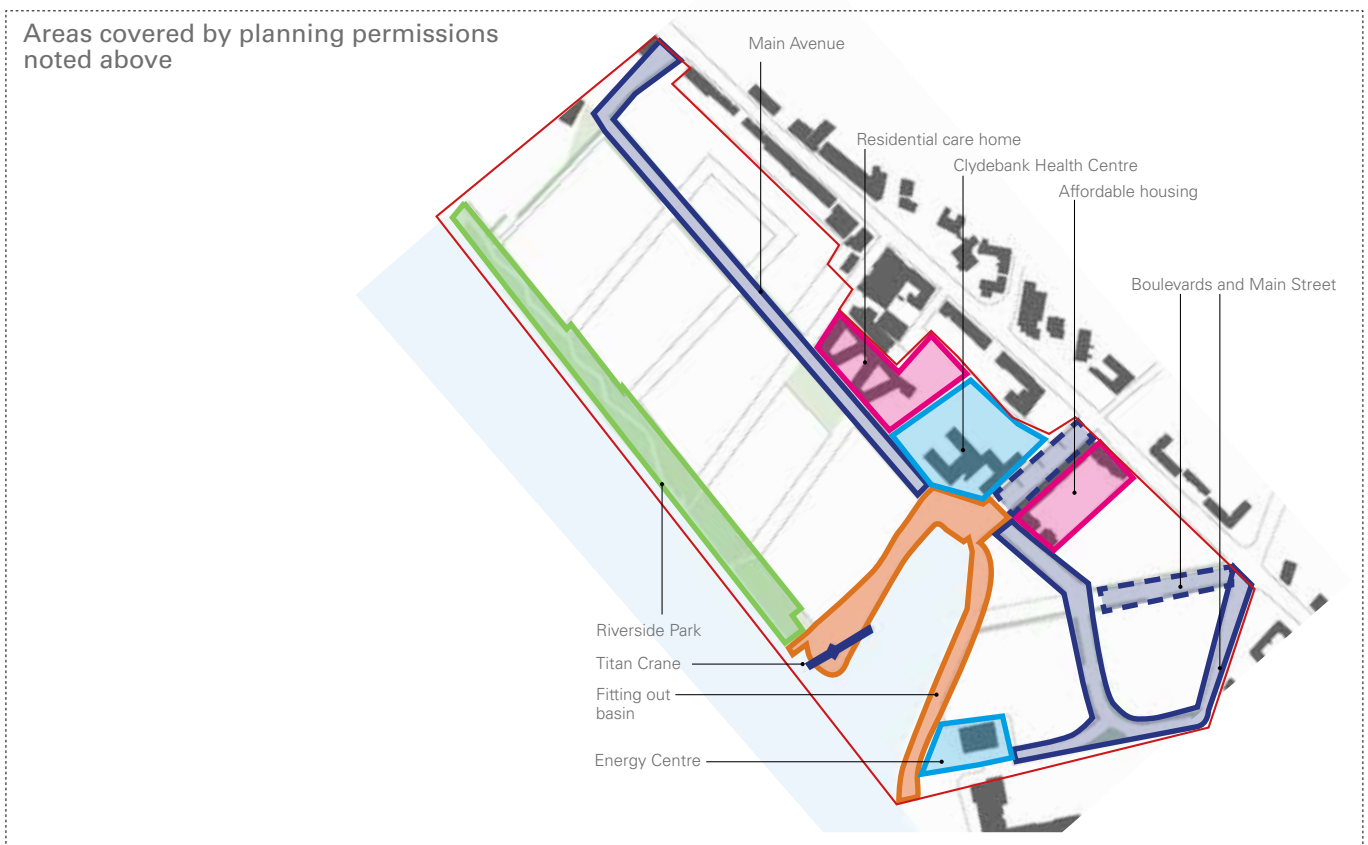 Areas covered by planning permissions
noted above
Main Avenue
Residential care home
Clydebank Health Centre
Affordable housing
Boulevards and Main Street
Riverside Park
Titan Crane
Fitting out
basin
Energy Centre